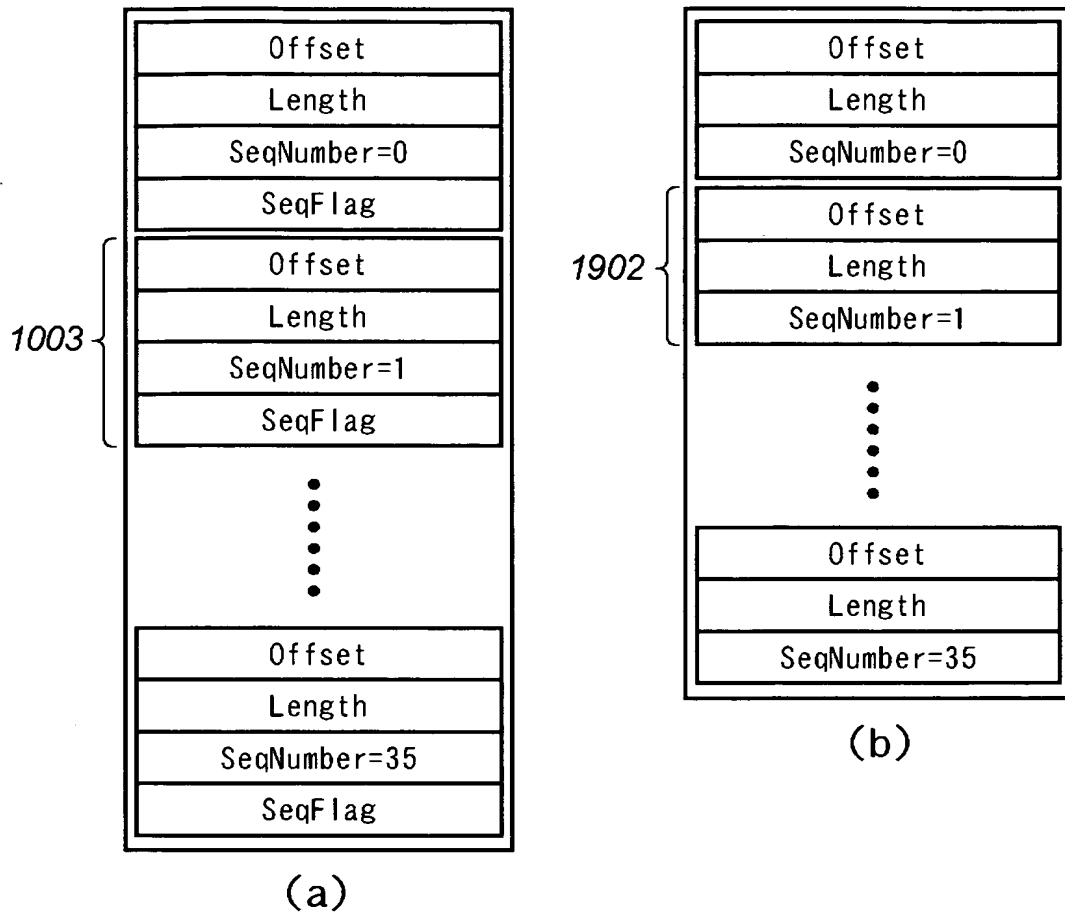 Offset
Length
SeqNumber=0
SeqFlag
1003
Offset
Length
SeqNumber=1
SeqFlag
Offset
Length
SeqNumber=35
SeqFlag
(a)
Offset
Length
SeqNumber=0
1902
Offset
Length
SeqNumber=1
Offset
Length
SeqNumber=35
(b)